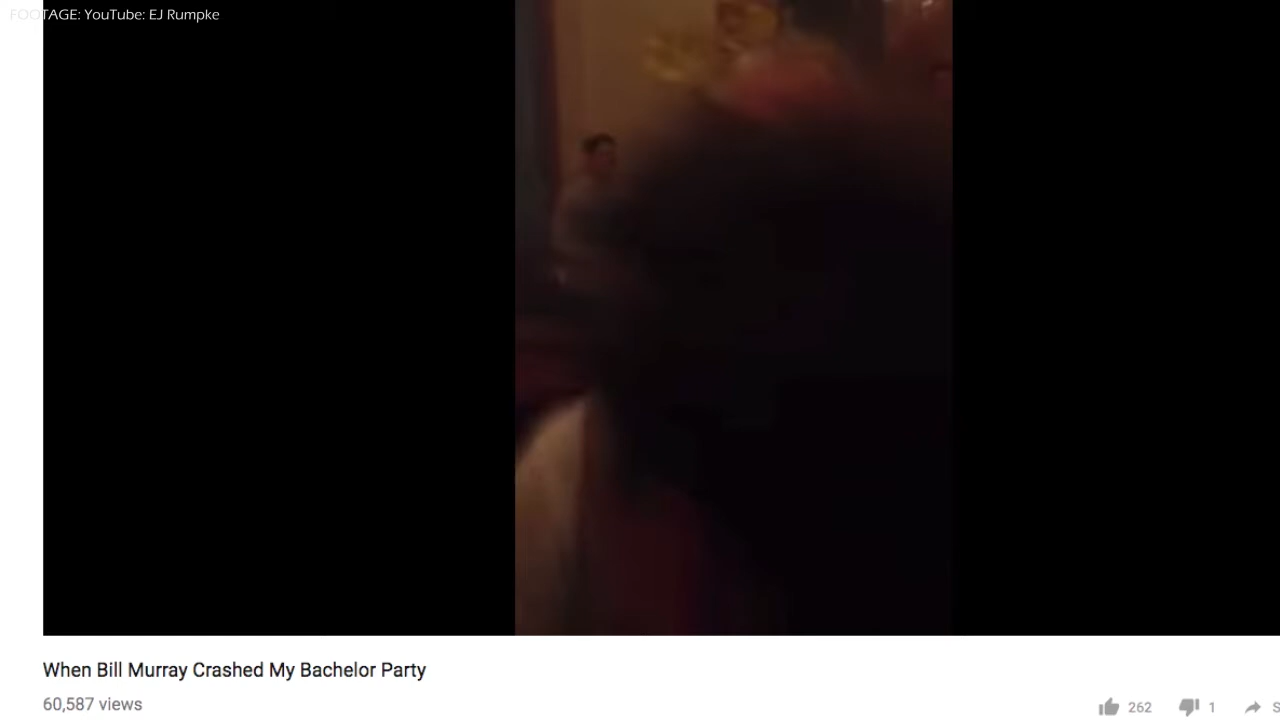 FOOTAGE: YouTube: EJ Rumpke
When Bill Murray Crashed My Bachelor Party
60,587 views
262
1
S